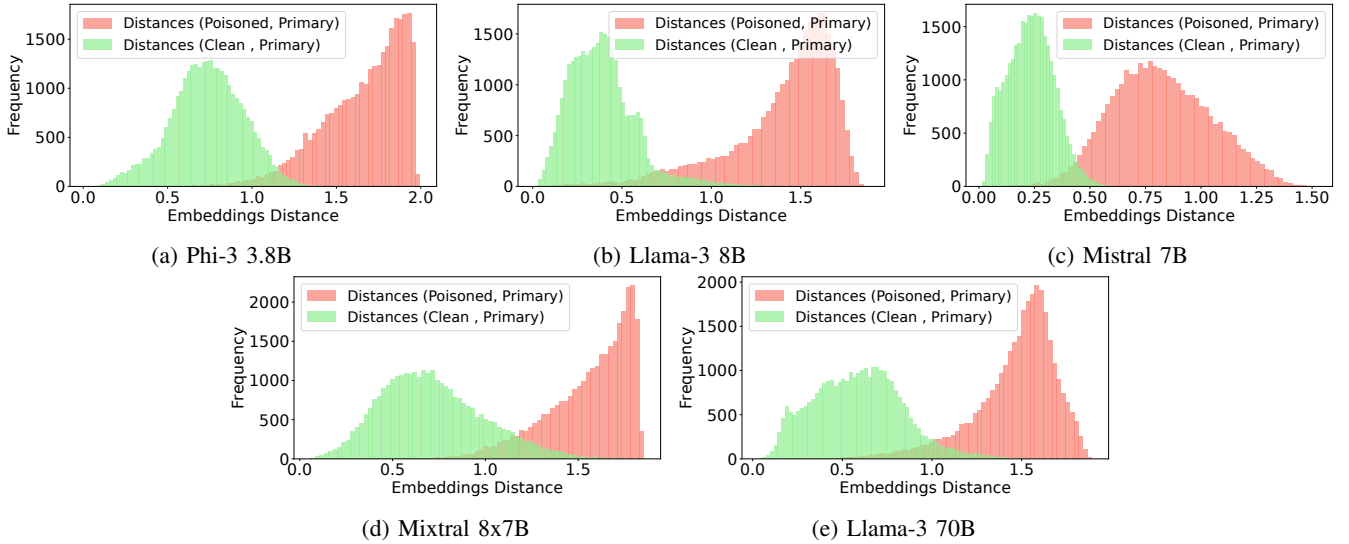 Distances (Poisoned, Primary)
Distances (Clean , Primary)
Frequency
1500
1000
500
0
0.0 0.5 1.0 1.5 2.0
Embeddings Distance
(a) Phi-3 3.8B
Distances (Poisoned, Primary)
Distances (Clean , Primary)
Frequency
1500
1000
500
0
0.0 0.5 1.0 1.5
Embeddings Distance
(b) Llama-3 8B
Distances (Poisoned, Primary)
Distances (Clean , Primary)
Frequency
1500
1000
500
0
0.00 0.25 0.50 0.75 1.00 1.25 1.50
Embeddings Distance
(c) Mistral 7B
Distances (Poisoned, Primary)
Distances (Clean , Primary)
Frequency
2000
1500
1000
500
0
0.0 0.5 1.0 1.5
Embeddings Distance
(d) Mixtral 8x7B
Distances (Poisoned, Primary)
Distances (Clean , Primary)
Frequency
2000
1500
1000
500
0
0.0 0.5 1.0 1.5
Embeddings Distance
(e) Llama-3 70B